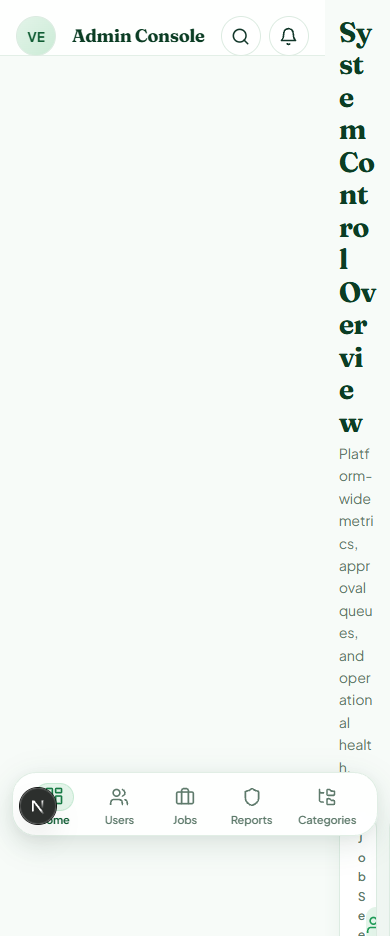 VE
Admin Console
Sy
st
e
m
Co
nt
ro
l
Ov
er
vi
e
w
Platf
orm-
wide
metri
cs,
appr
oval
queu
es,
and
oper
ation
al
healt
h.
N
ome
Users
Jobs
Reports
Categories
J
o
b
S
e
e